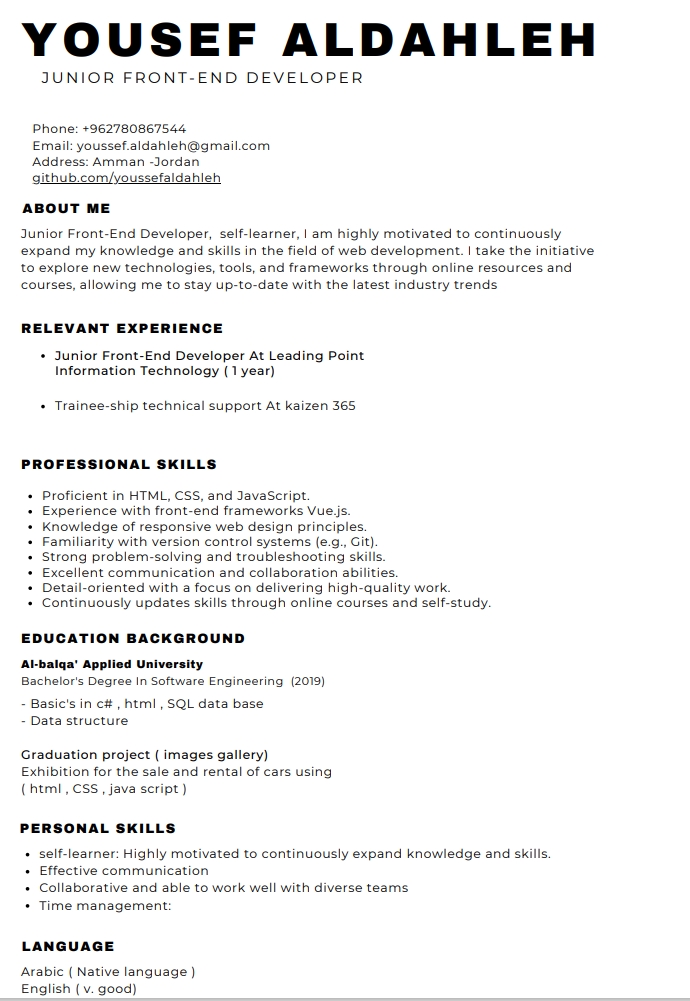 YOUSEF ALDAHLEH
JUNIOR FRONT-END DEVELOPER
Phone: +962780867544
Email: youssef.aldahleh@gmail.com
Address: Amman -Jordan
github.com/youssefaldahleh
ABOUT ME
Junior Front-End Developer,  self-learner, I am highly motivated to continuously
expand my knowledge and skills in the field of web development. I take the initiative
to explore new technologies, tools, and frameworks through online resources and
courses, allowing me to stay up-to-date with the latest industry trends
RELEVANT EXPERIENCE
• Junior Front-End Developer At Leading Point
Information Technology ( 1 year)
• Trainee-ship technical support At kaizen 365
PROFESSIONAL SKILLS
• Proficient in HTML, CSS, and JavaScript.
• Experience with front-end frameworks Vue.js.
• Knowledge of responsive web design principles.
• Familiarity with version control systems (e.g., Git).
• Strong problem-solving and troubleshooting skills.
• Excellent communication and collaboration abilities.
• Detail-oriented with a focus on delivering high-quality work.
• Continuously updates skills through online courses and self-study.
EDUCATION BACKGROUND
Al-balqa' Applied University
Bachelor's Degree In Software Engineering  (2019)
- Basic's in c# , html , SQL data base
- Data structure
Graduation project ( images gallery)
Exhibition for the sale and rental of cars using
( html , CSS , java script )
PERSONAL SKILLS
• self-learner: Highly motivated to continuously expand knowledge and skills.
• Effective communication
• Collaborative and able to work well with diverse teams
• Time management:
LANGUAGE
Arabic ( Native language )
English ( v. good)